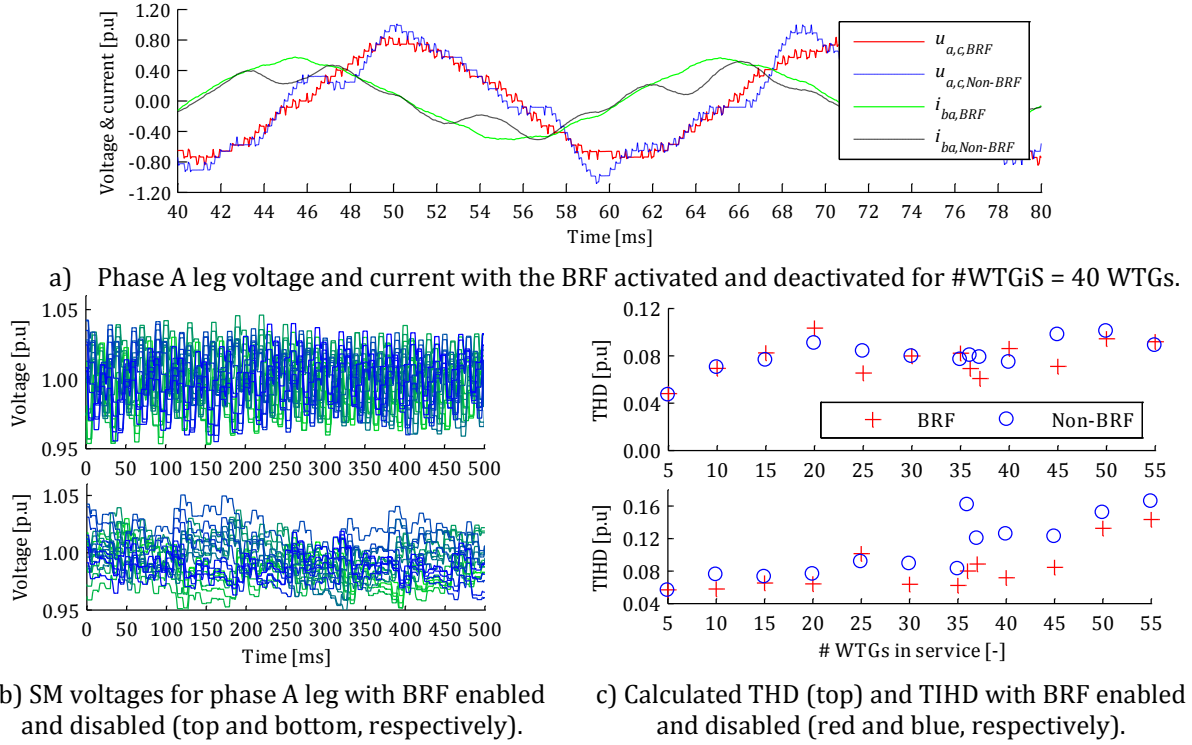 Voltage & current [p.u]
1.20
0.80
0.40
0.00
-0.40
-0.80
-1.20
u a,c,BRF
u a,c,Non-BRF
i ba,BRF
i ba,Non-BRF
40 42 44 46 48 50 52 54 56 58 60 62 64 66 68 70 72 74 76 78 80
Time [ms]
a) Phase A leg voltage and current with the BRF activated and deactivated for #WTGiS = 40 WTGs.
Voltage [p.u]
1.05
1.00
0.95
0 50 100 150 200 250 300 350 400 450 500
Voltage [p.u]
1.05
1.00
0.95
0 50 100 150 200 250 300 350 400 450 500
Time [ms]
b) SM voltages for phase A leg with BRF enabled
and disabled (top and bottom, respectively).
THD [p.u]
0.12
0.08
0.04
0.00
BRF Non-BRF
5 10 15 20 25 30 35 40 45 50 55
TIHD [p.u]
0.16
0.12
0.08
0.04
5 10 15 20 25 30 35 40 45 50 55
# WTGs in service [-]
c) Calculated THD (top) and TIHD with BRF enabled
and disabled (red and blue, respectively).